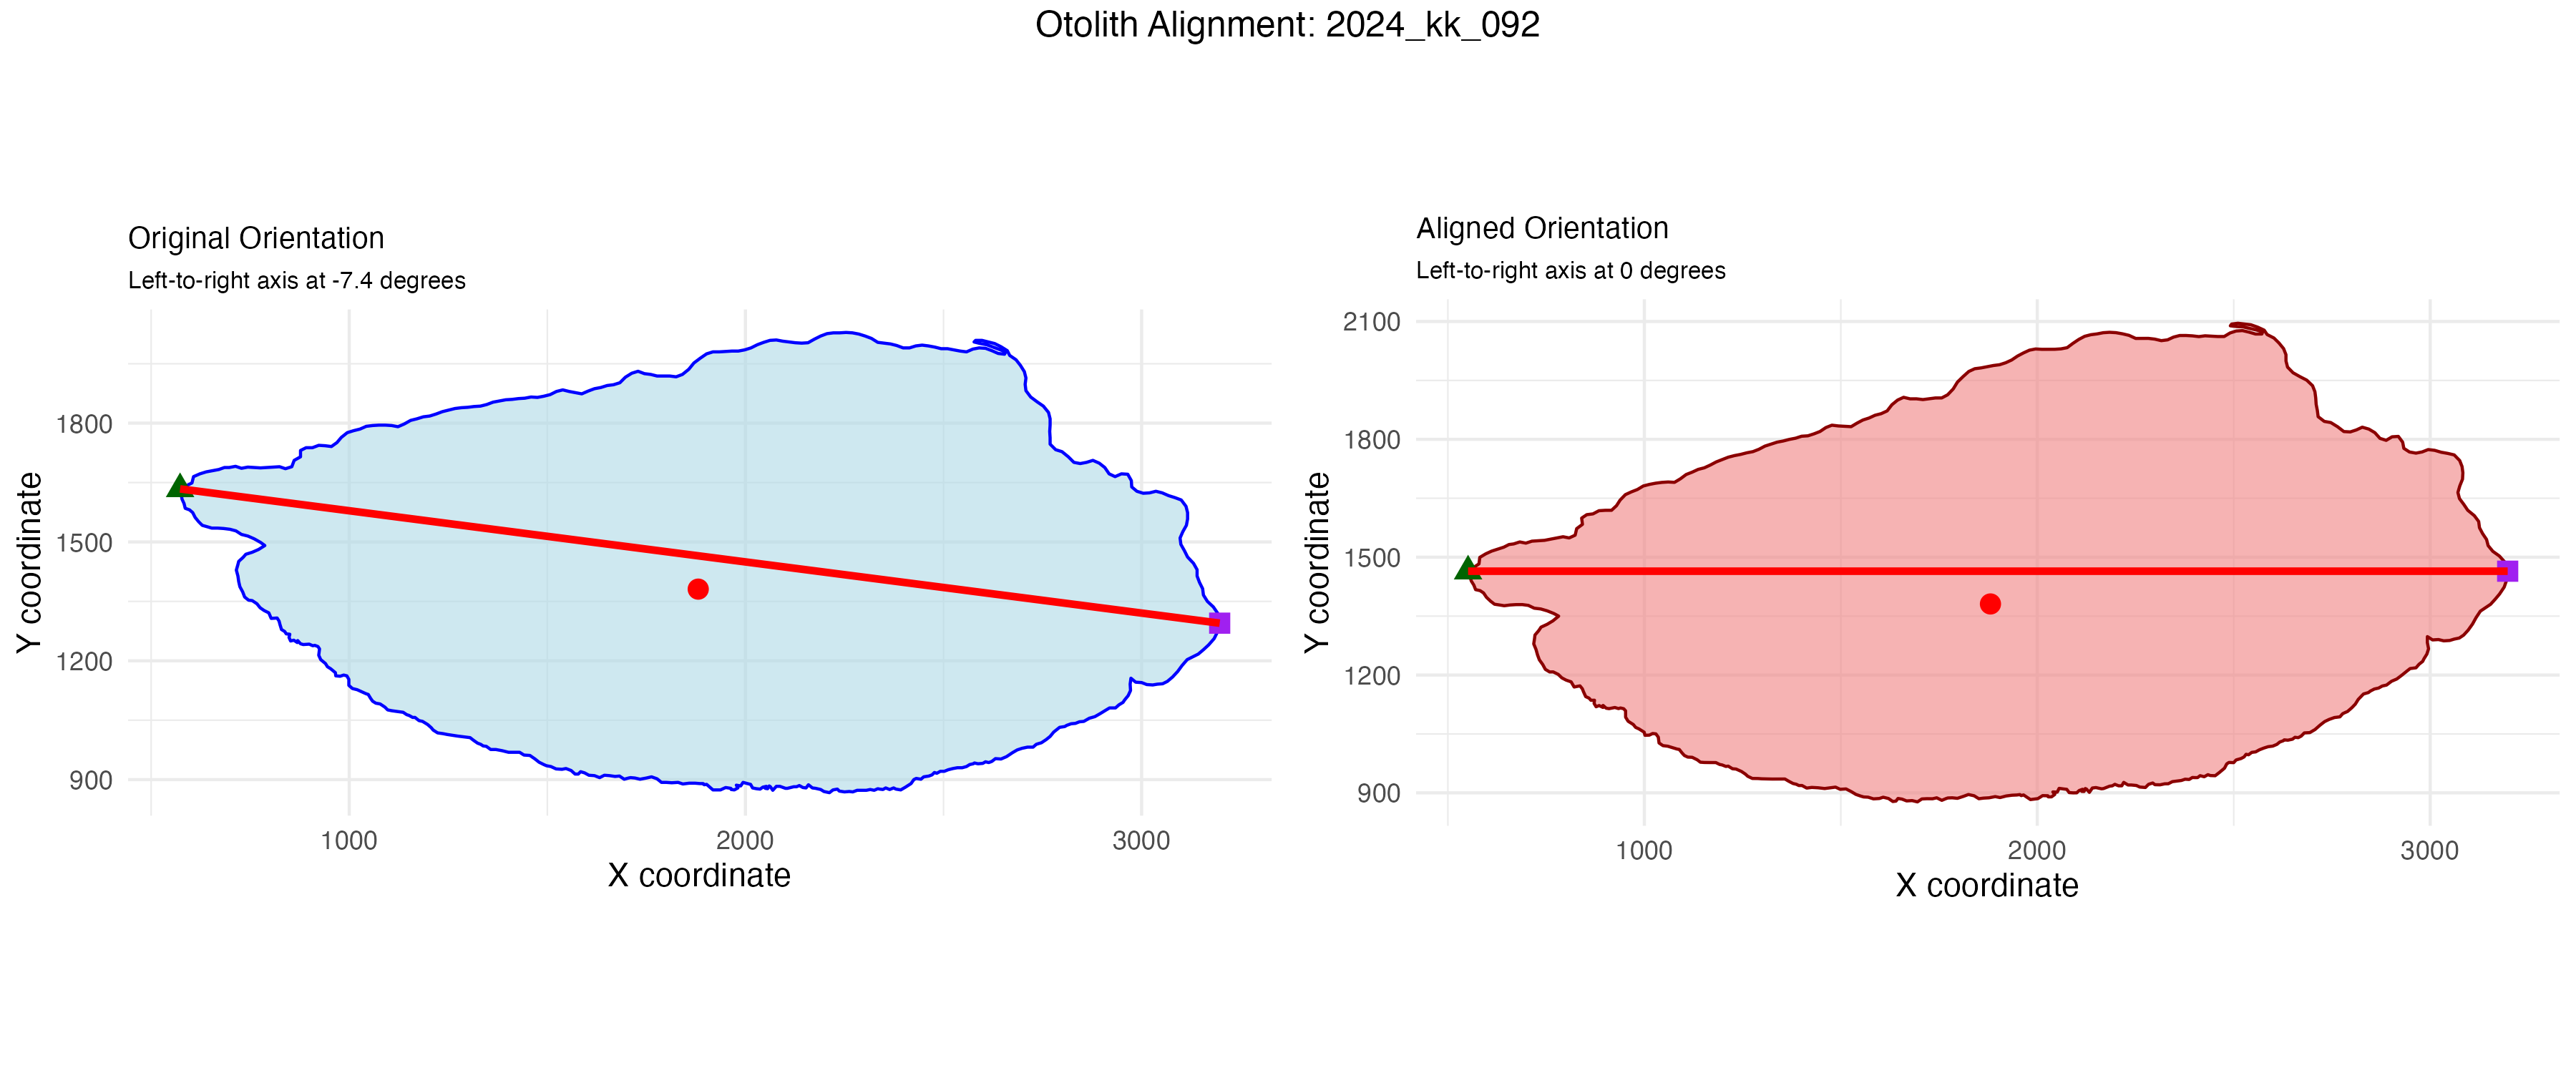 Otolith Alignment: 2024_kk_092
Original Orientation
Left-to-right axis at -7.4 degrees
Y coordinate
1800
1500
1200
900
1000
2000
3000
X coordinate
Aligned Orientation
Left-to-right axis at 0 degrees
Y coordinate
2100
1800
1500
1200
900
1000
2000
3000
X coordinate